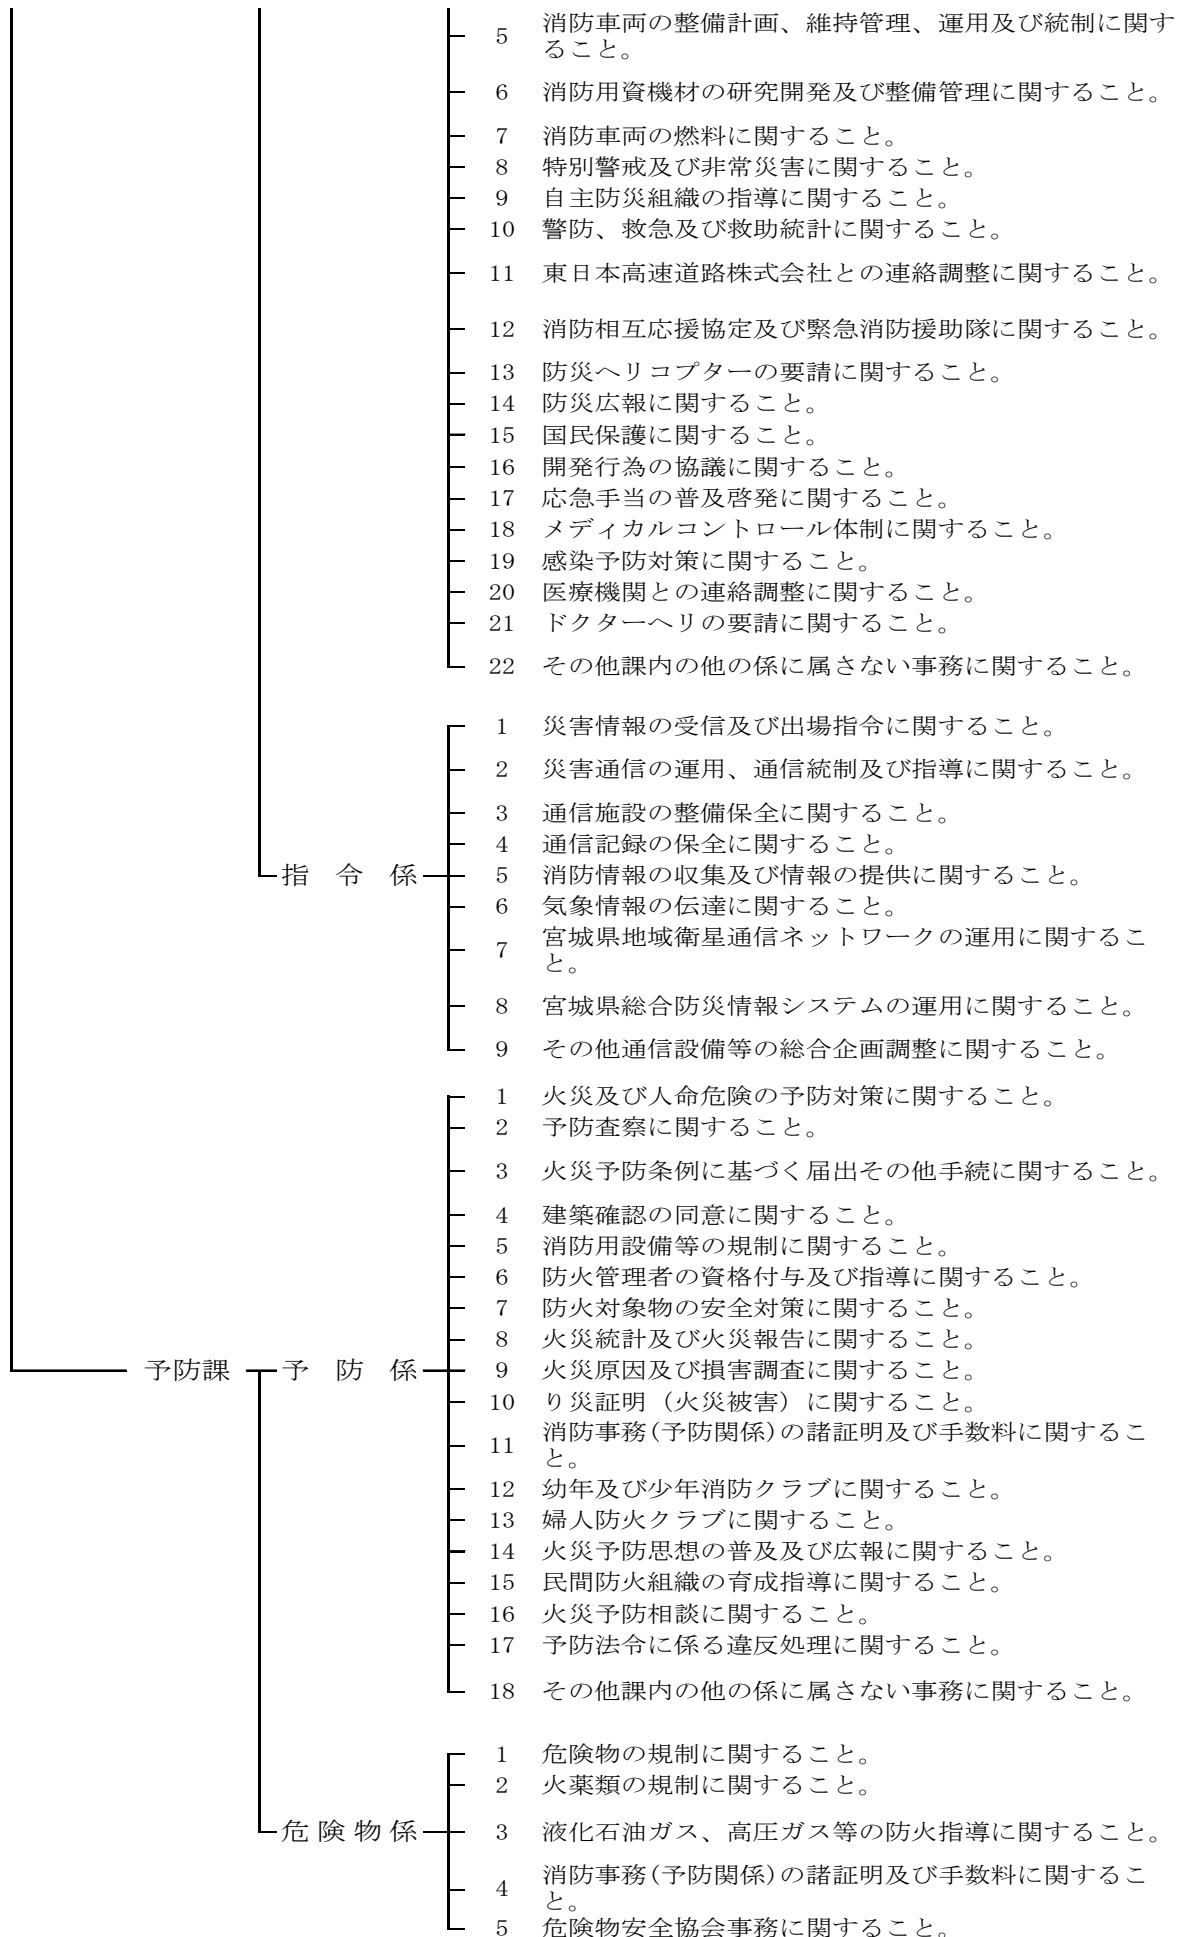 5 消防車両の整備計画、維持管理、運用及び統制に関す
ること。
6 消防用資機材の研究開発及び整備管理に関すること。
7 消防車両の燃料に関すること。
8 特別警戒及び非常災害に関すること。
9 自主防災組織の指導に関すること。
10 警防、救急及び救助統計に関すること。
11 東日本高速道路株式会社との連絡調整に関すること。
12 消防相互応援協定及び緊急消防援助隊に関すること。
13 防災ヘリコプターの要請に関すること。
14 防災広報に関すること。
15 国民保護に関すること。
16 開発行為の協議に関すること。
17 応急手当の普及啓発に関すること。
18 メディカルコントロール体制に関すること。
19 感染予防対策に関すること。
20 医療機関との連絡調整に関すること。
21 ドクターヘリの要請に関すること。
22 その他課内の他の係に属さない事務に関すること。
指令係
1 災害情報の受信及び出場指令に関すること。
2 災害通信の運用、通信統制及び指導に関すること。
3 通信施設の整備保全に関すること。
4 通信記録の保全に関すること。
5 消防情報の収集及び情報の提供に関すること。
6 気象情報の伝達に関すること。
7 宮城県地域衛星通信ネットワークの運用に関するこ
と。
8 宮城県総合防災情報システムの運用に関すること。
9 その他通信設備等の総合企画調整に関すること。
予防課 予防係
1 火災及び人命危険の予防対策に関すること。
2 予防査察に関すること。
3 火災予防条例に基づく届出その他手続に関すること。
4 建築確認の同意に関すること。
5 消防用設備等の規制に関すること。
6 防火管理者の資格付与及び指導に関すること。
7 防火対象物の安全対策に関すること。
8 火災統計及び火災報告に関すること。
9 火災原因及び損害調査に関すること。
10 り災証明（火災被害）に関すること。
11 消防事務(予防関係)の諸証明及び手数料に関するこ
と。
12 幼年及び少年消防クラブに関すること。
13 婦人防火クラブに関すること。
14 火災予防思想の普及及び広報に関すること。
15 民間防火組織の育成指導に関すること。
16 火災予防相談に関すること。
17 予防法令に係る違反処理に関すること。
18 その他課内の他の係に属さない事務に関すること。
危険物係
1 危険物の規制に関すること。
2 火薬類の規制に関すること。
3 液化石油ガス、高圧ガス等の防火指導に関すること。
4 消防事務(予防関係)の諸証明及び手数料に関するこ
と。
5 危険物安全協会事務に関すること。